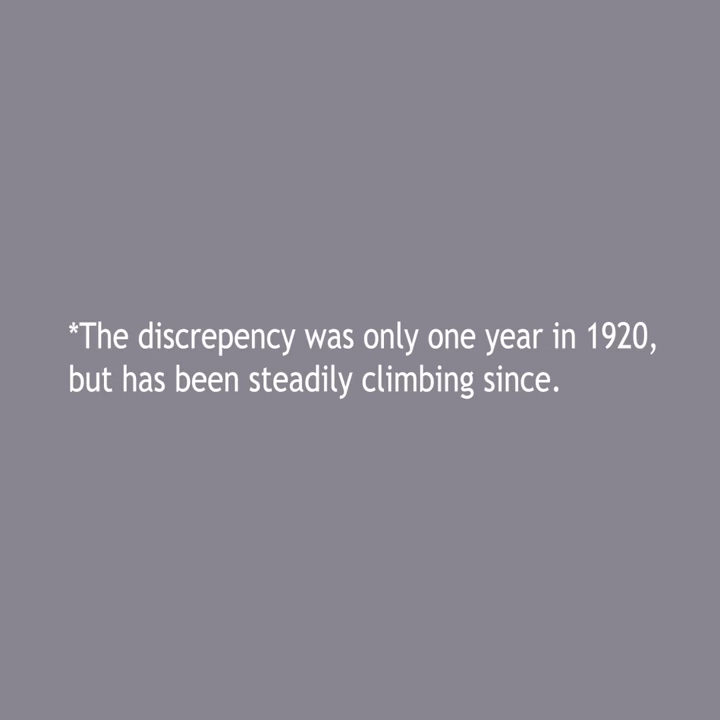 *The discrepency was only one year in 1920,
but has been steadily climbing since.